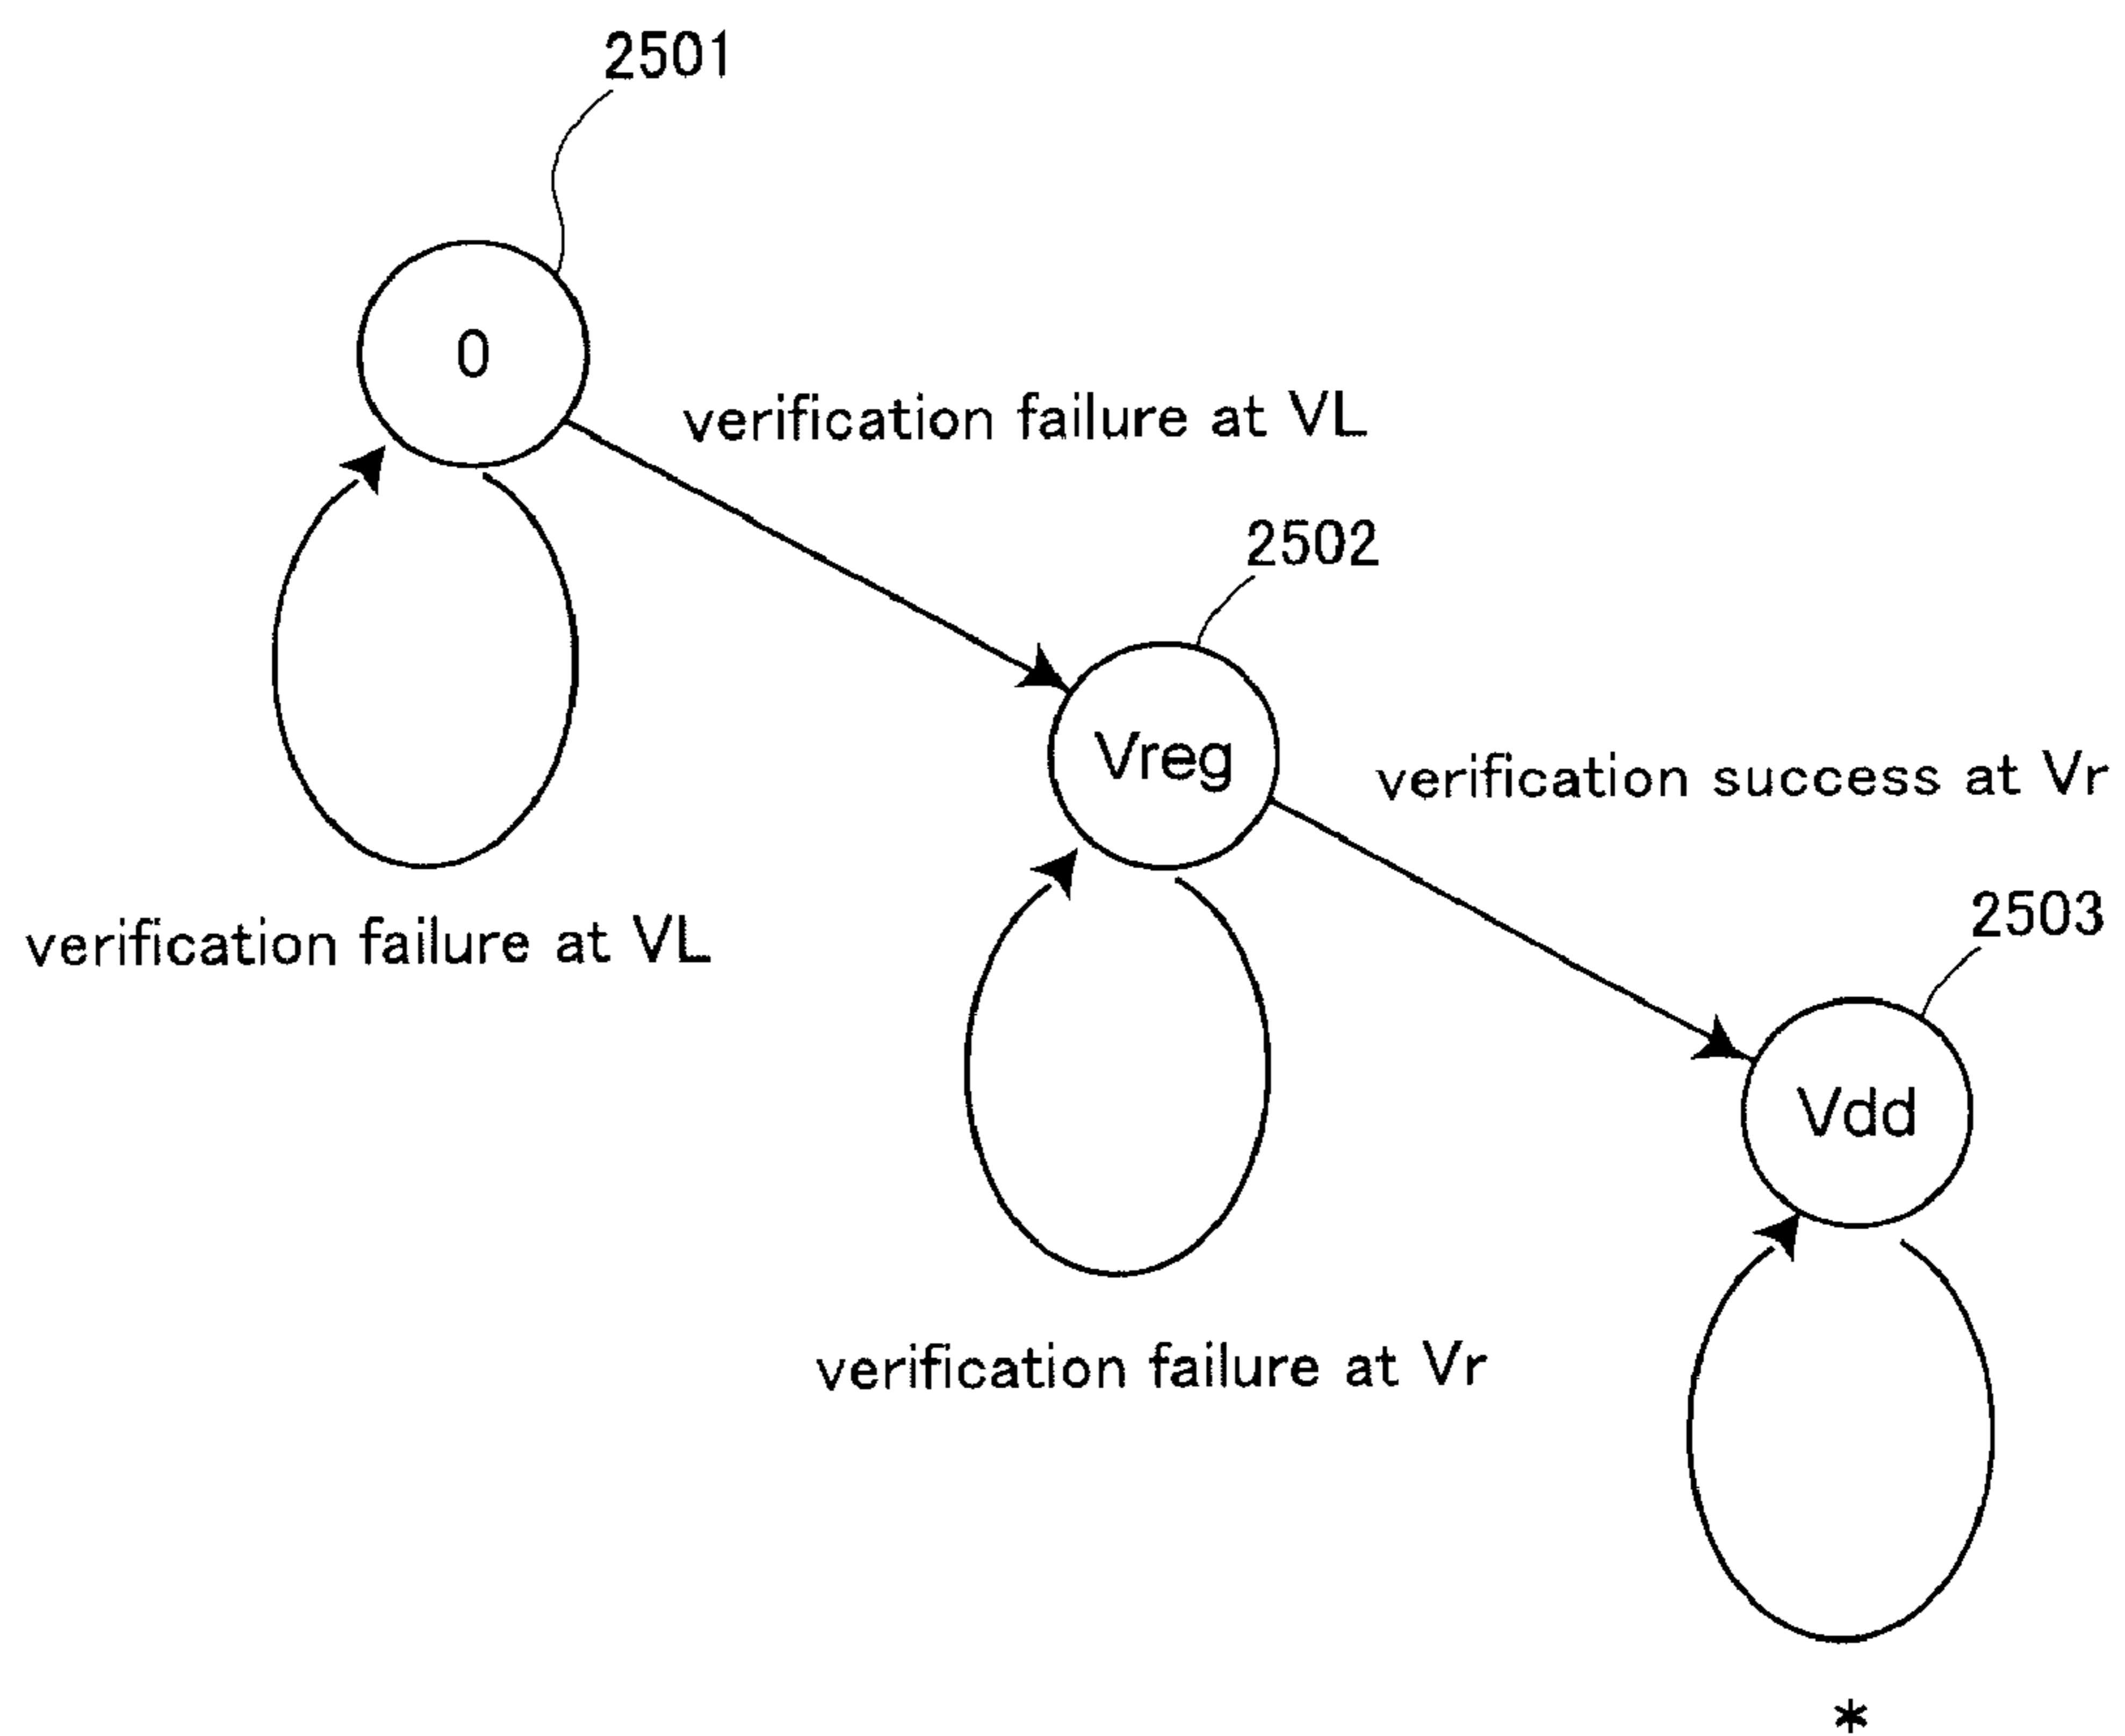 2501
0
verification failure at VL
2502
Vreg
verification success at Vr
2503
verification failure at VL
Vdd
verification failure at Vr
*